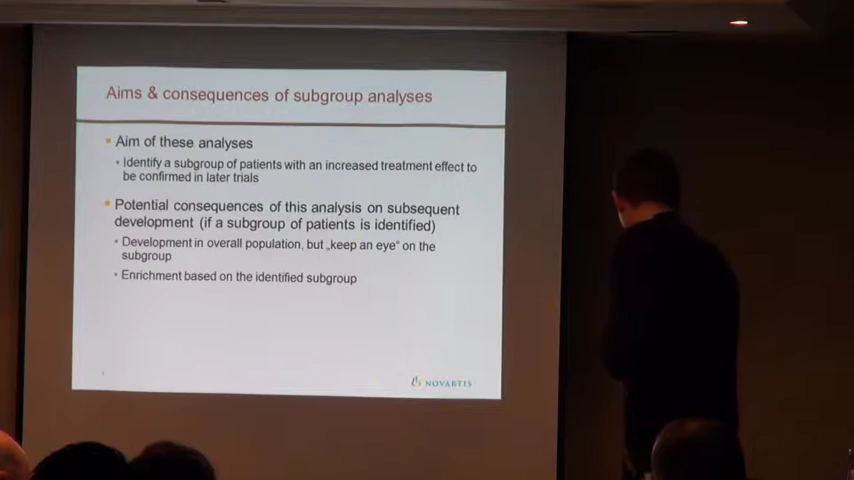 Aims & consequences of subgroup analyses
Aim of these analyses
Identify a subgroup of patients with an increased treatment effect to
be confirmed in later trials
Potential consequences of this analysis on subsequent
development (if a subgroup of patients is identified)
Development in overall population, but „keep an eye“ on the
subgroup
Enrichment based on the identified subgroup
NOVARTIS